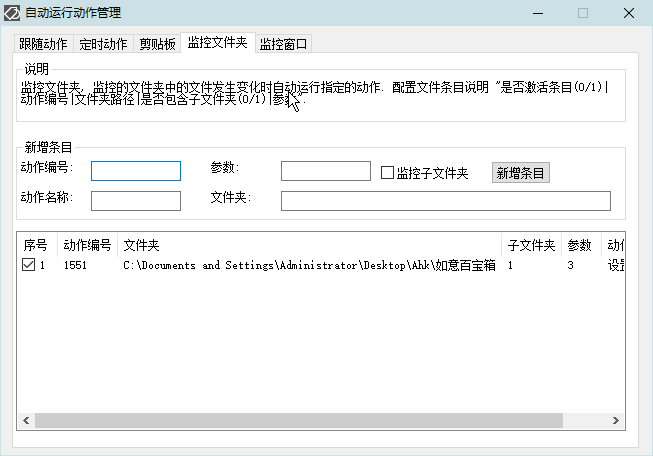 自动运行动作管理
跟随动作 定时动作 剪贴板 监控文件夹 监控窗口
说明
监控文件夹, 监控的文件夹中的文件发生变化时自动运行指定的动作. 配置文件条目说明 "是否激活条目(0/1)|
动作编号|文件夹路径|是否包含子文件夹(0/1)|参数".
新增条目
动作编号: 参数: 监控子文件夹 新增条目
动作名称: 文件夹:
序号 动作编号 文件夹 子文件夹 参数 动作
1 1551 C:\Documents and Settings\Administrator\Desktop\Ahk\如意百宝箱 1 3 设置